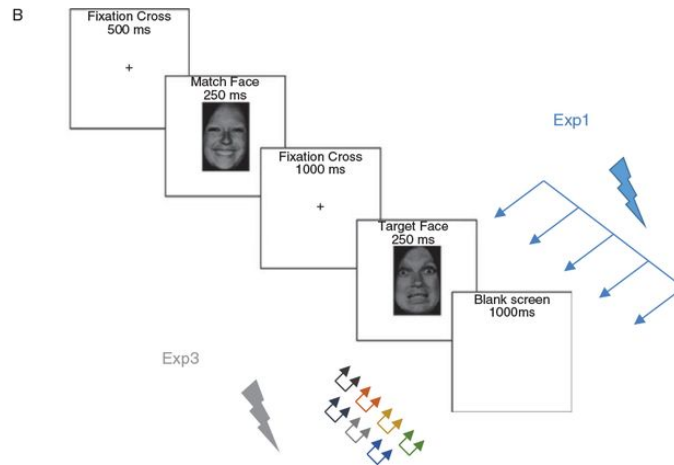 B
Fixation Cross
500 ms
+
Match Face
250 ms
Fixation Cross
1000 ms
+
Exp1
Target Face
250 ms
Blank screen
1000ms
Exp3